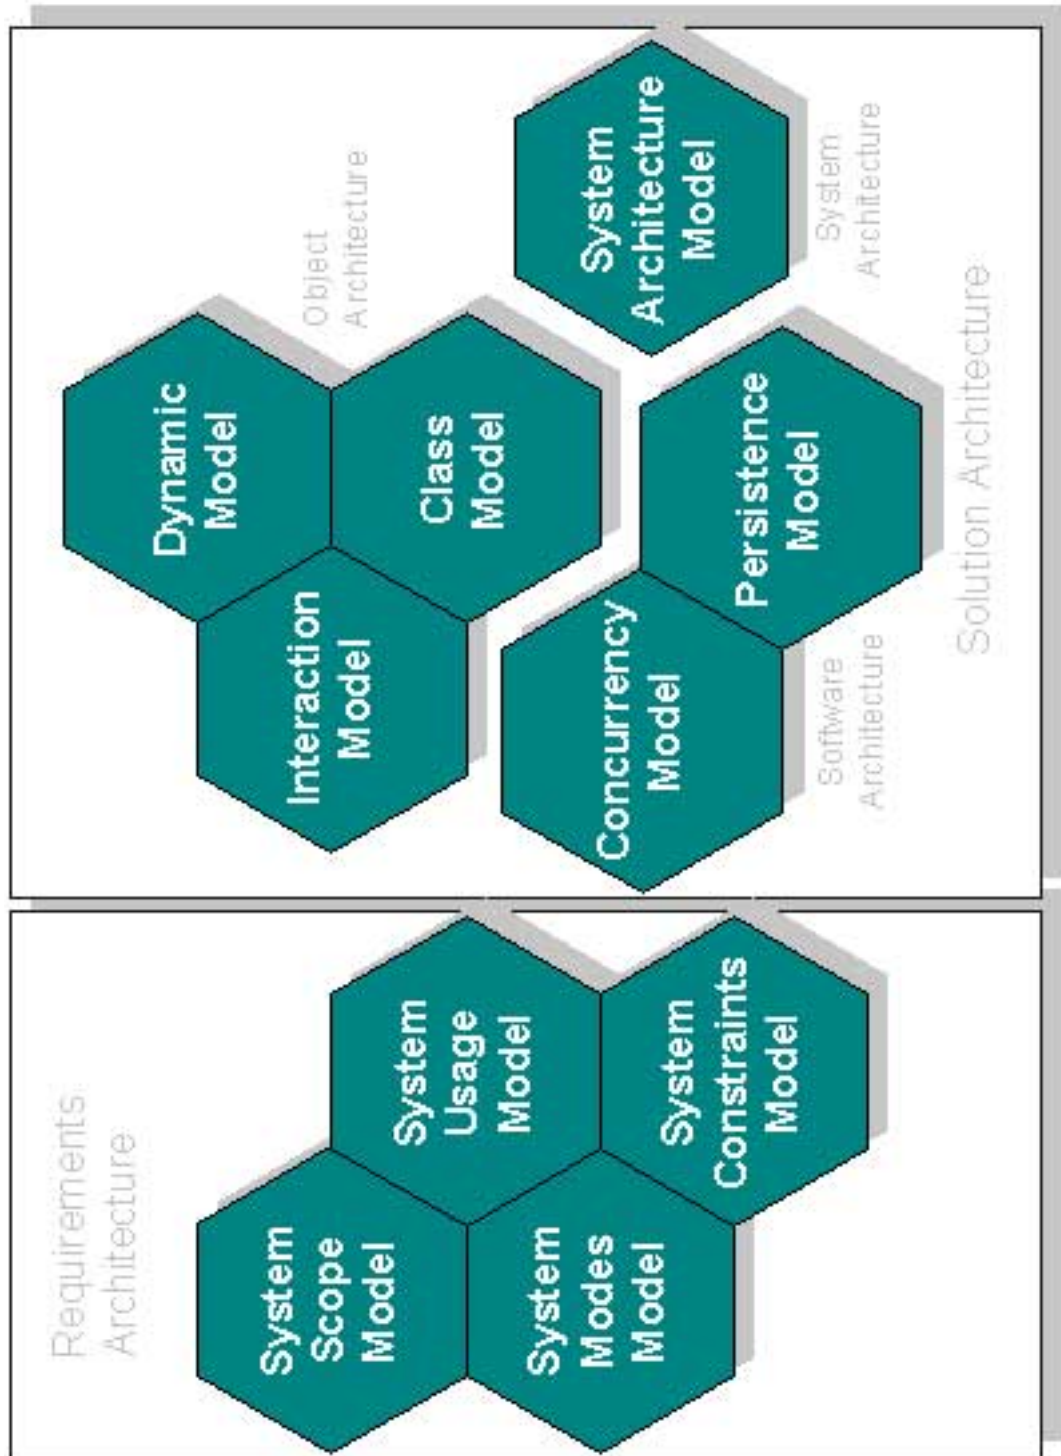 Requirements
Architecture
System
Scope
Model
System
Usage
Model
System
Modes
Model
System
Constraints
Model
Dynamic
Model
Interaction
Model
Class
Model
Object
Architecture
Concurrency
Model
Persistence
Model
Software
Architecture
System
Architecture
Model
System
Architecture
Solution Architecture